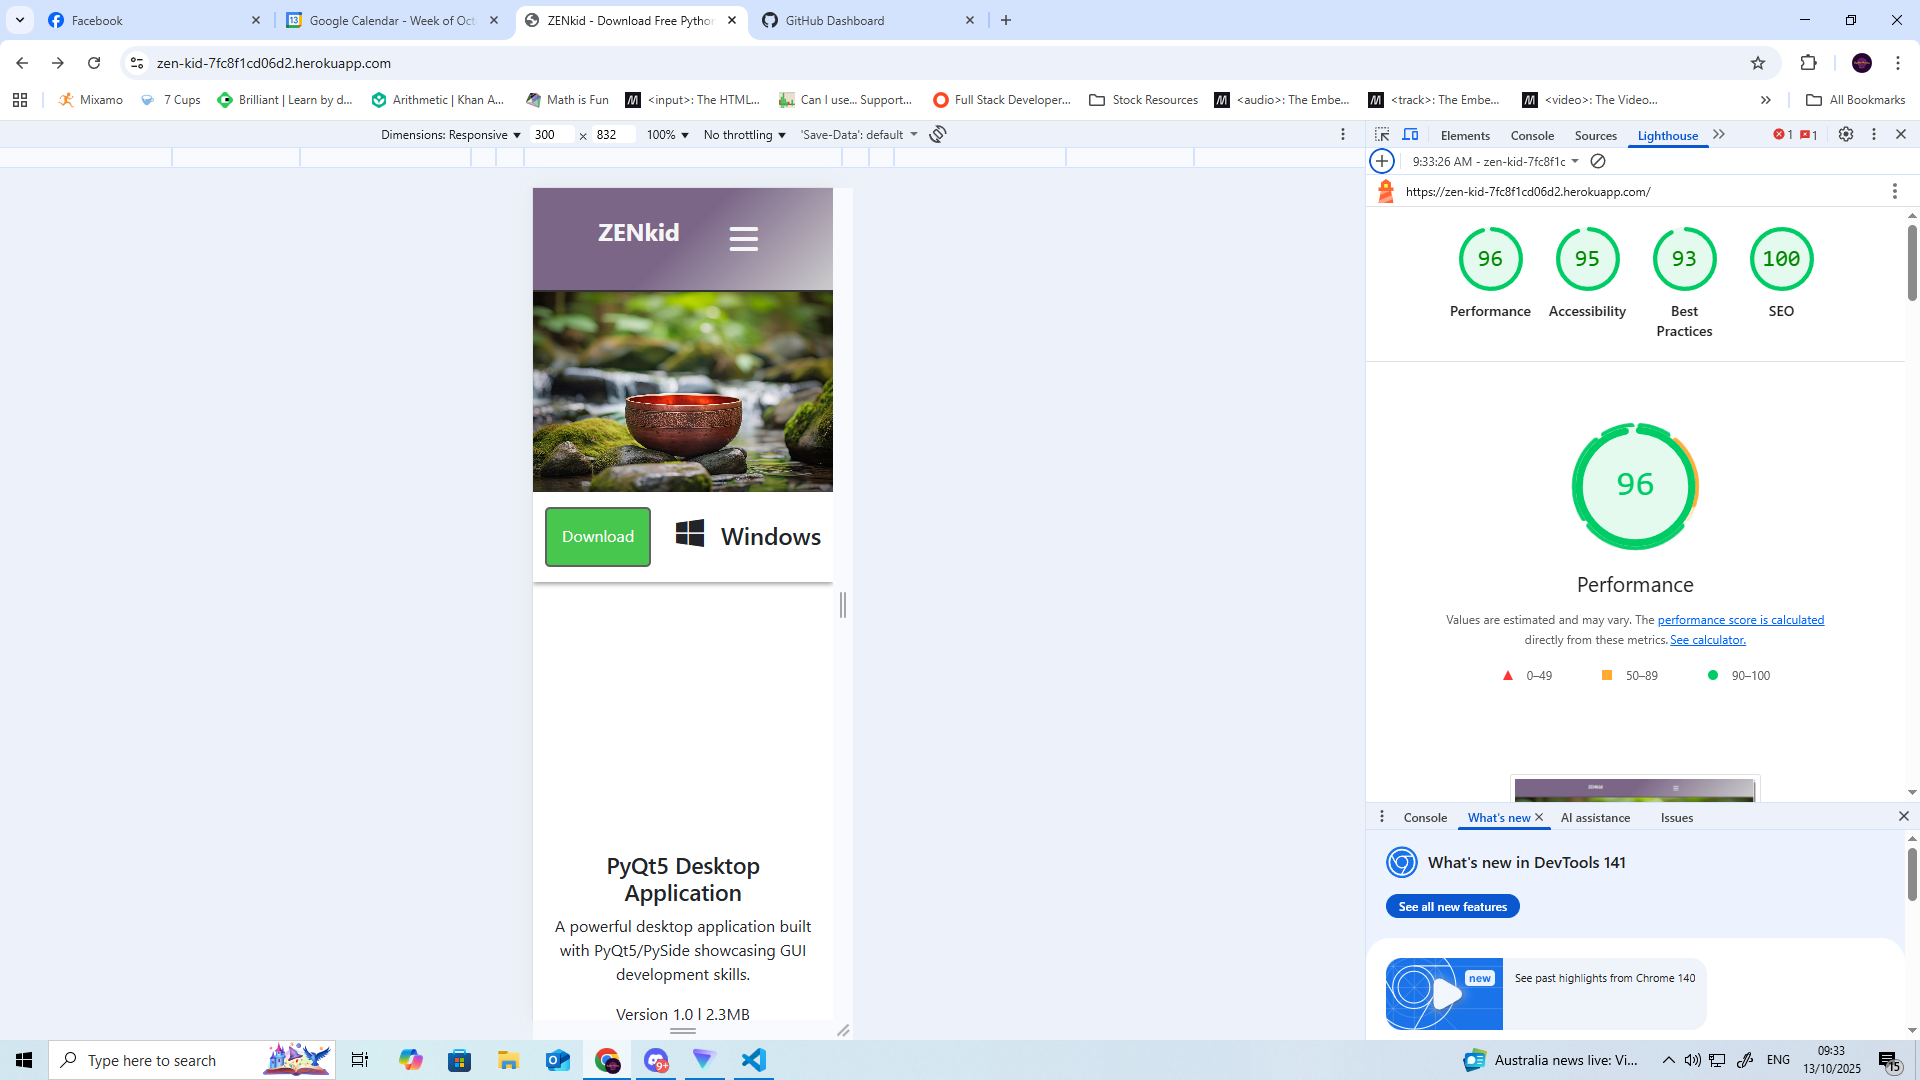 Facebook
Google Calendar - Week of Oct
ZENkid - Download Free Python
GitHub Dashboard
zen-kid-7fc8f1cd06d2.herokuapp.com
Mixamo
7 Cups
Brilliant | Learn by d...
Arithmetic | Khan A...
Math is Fun
<input>: The HTML...
Can I use... Support...
Full Stack Developer...
Stock Resources
<audio>: The Embe...
<track>: The Embe...
<video>: The Video...
All Bookmarks
Dimensions: Responsive
300 × 832
100%
No throttling
'Save-Data': default
Elements
Console
Sources
Lighthouse
1
1
9:33:26 AM - zen-kid-7fc8f1c
https://zen-kid-7fc8f1cd06d2.herokuapp.com/
ZENkid
Download
Windows
PyQt5 Desktop
Application
A powerful desktop application built
with PyQt5/PySide showcasing GUI
development skills.
Version 1.0 | 2.3MB
96
95
93
100
Performance
Accessibility
Best
Practices
SEO
96
Performance
Values are estimated and may vary. The performance score is calculated
directly from these metrics. See calculator.
0–49
50–89
90–100
Console
What's new
AI assistance
Issues
What's new in DevTools 141
See all new features
new
See past highlights from Chrome 140
Type here to search
9+
Australia news live: Vi...
ENG
09:33
13/10/2025
15